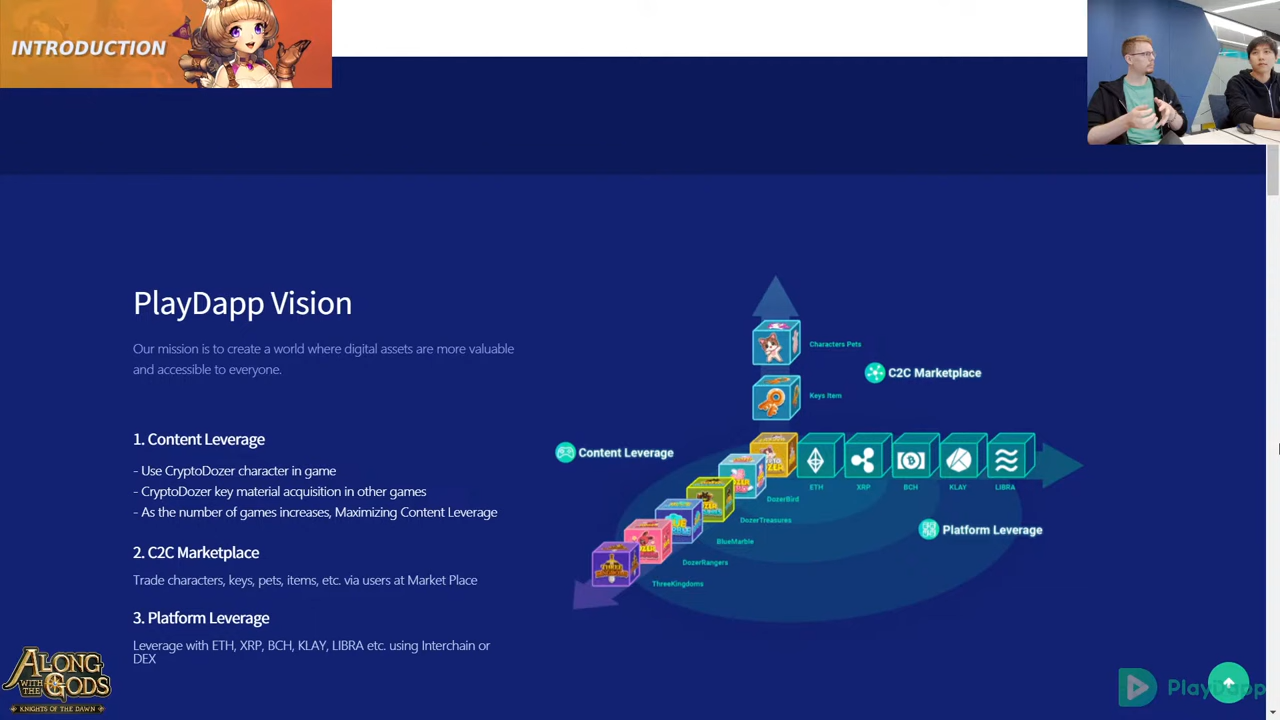 INTRODUCTION
PlayDapp Vision
Our mission is to create a world where digital assets are more valuable
and accessible to everyone.
1. Content Leverage
- Use CryptoDozer character in game
- CryptoDozer key material acquisition in other games
- As the number of games increases, Maximizing Content Leverage
2. C2C Marketplace
Trade characters, keys, pets, items, etc. via users at Market Place
3. Platform Leverage
Leverage with ETH, XRP, BCH, KLAY, LIBRA etc. using Interchain or
DEX
Characters Pets
C2C Marketplace
Keys Item
Content Leverage
ETH
XRP
BCH
KLAY
LIBRA
DozerBird
DozerTreasures
Platform Leverage
BlueMarble
DozerRangers
ThreeKingdoms
ALONG
WITH THE GODS
KNIGHTS OF THE DAWN
PlayDapp